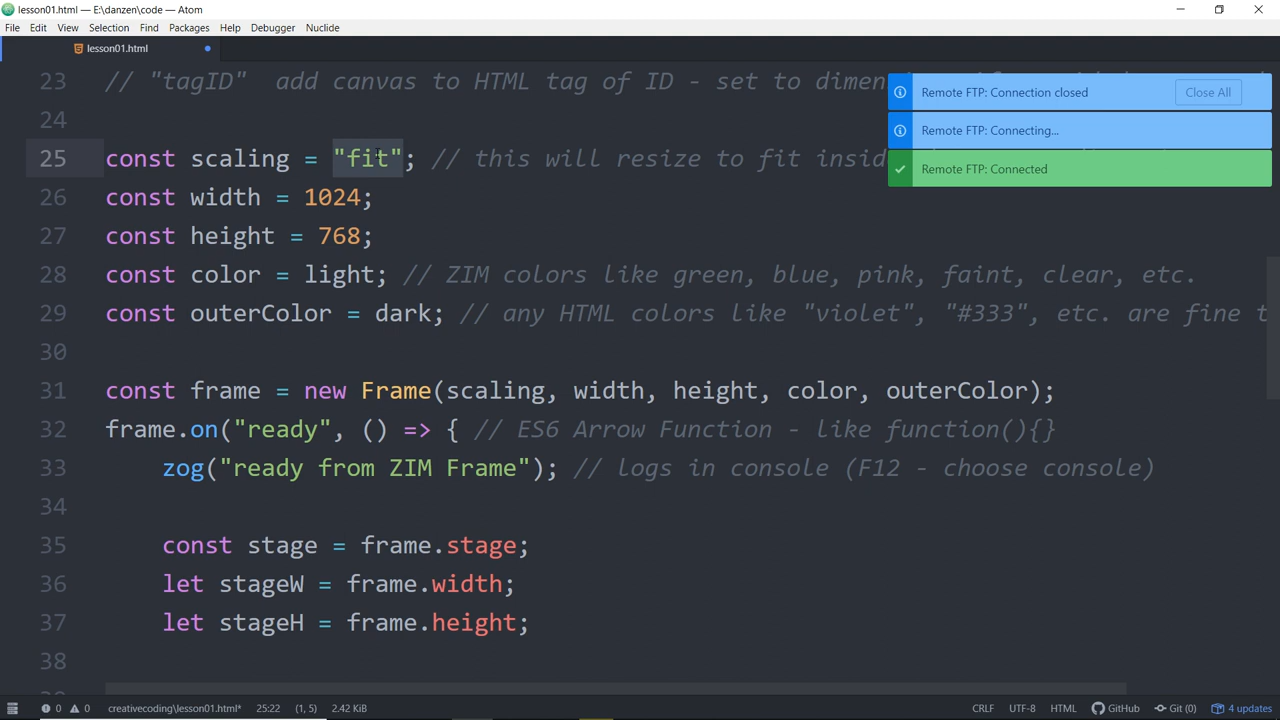 lesson01.html — E:\danzen\code — Atom
File Edit View Selection Find Packages Help Debugger Nuclide
lesson01.html
23 // "tagID" add canvas to HTML tag of ID - set to dimen
24
25 const scaling = "fit"; // this will resize to fit insid
26 const width = 1024;
27 const height = 768;
28 const color = light; // ZIM colors like green, blue, pink, faint, clear, etc.
29 const outerColor = dark; // any HTML colors like "violet", "#333", etc. are fine t
30
31 const frame = new Frame(scaling, width, height, color, outerColor);
32 frame.on("ready", () => { // ES6 Arrow Function - like function(){}
33 zog("ready from ZIM Frame"); // logs in console (F12 - choose console)
34
35 const stage = frame.stage;
36 let stageW = frame.width;
37 let stageH = frame.height;
38
Remote FTP: Connection closed Close All
Remote FTP: Connecting...
Remote FTP: Connected
0 0 creativecoding\lesson01.html* 25:22 (1, 5) 2.42 KiB CRLF UTF-8 HTML GitHub Git (0) 4 updates